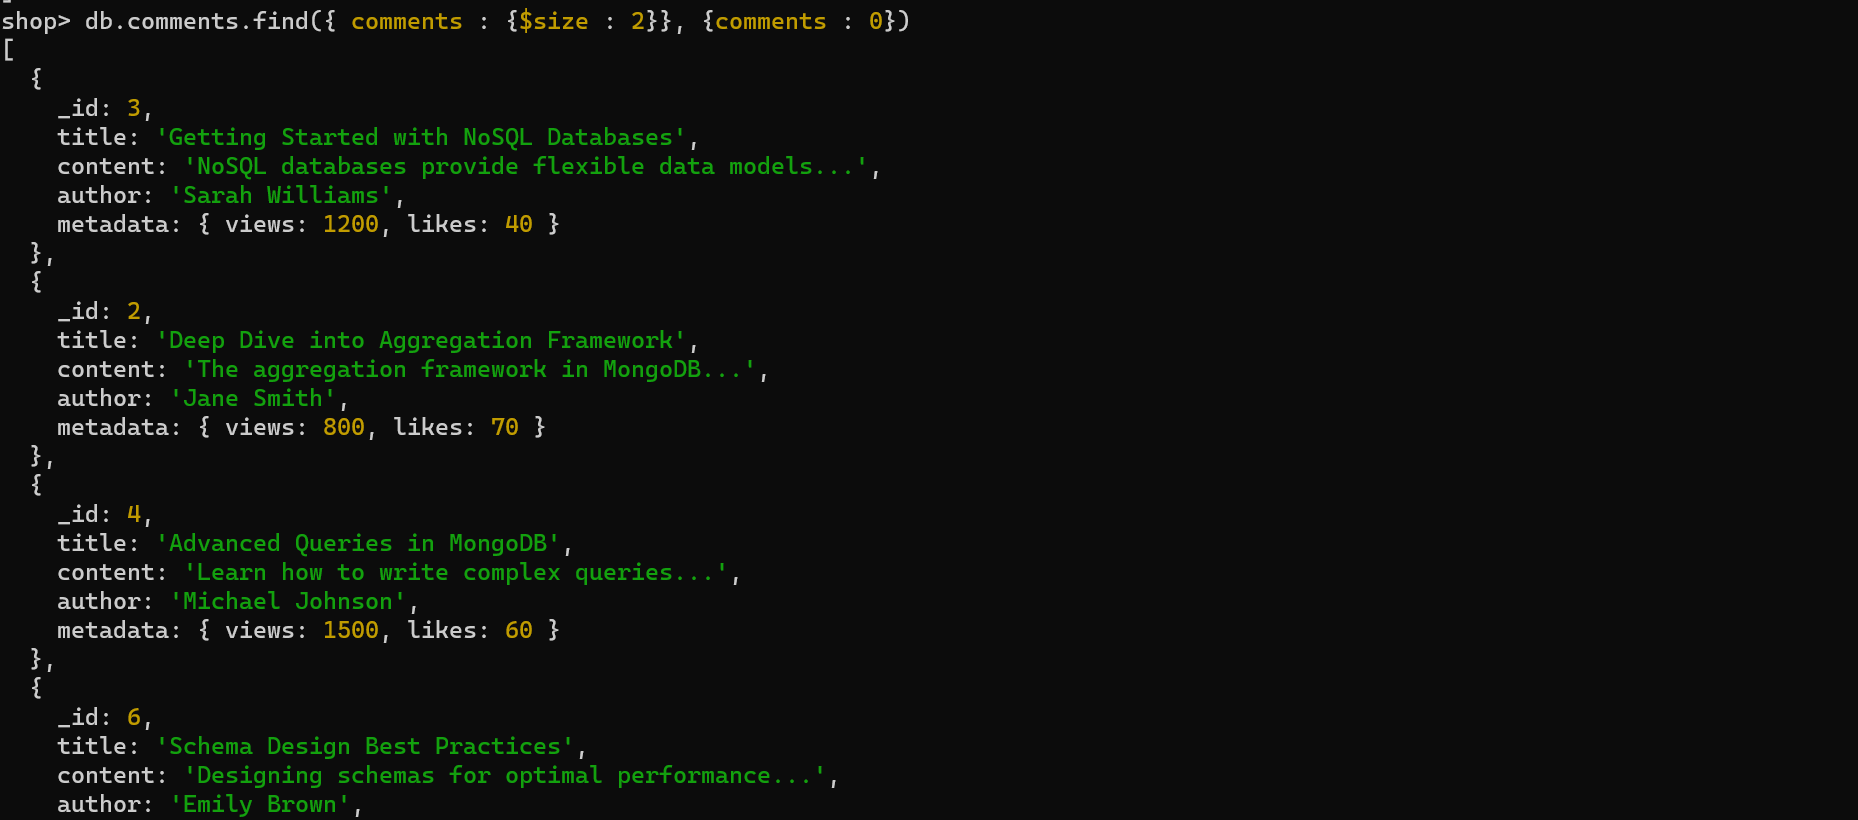 shop> db.comments.find({ comments : {$size : 2}}, {comments : 0})
[
  {
    _id: 3,
    title: 'Getting Started with NoSQL Databases',
    content: 'NoSQL databases provide flexible data models...',
    author: 'Sarah Williams',
    metadata: { views: 1200, likes: 40 }
  },
  {
    _id: 2,
    title: 'Deep Dive into Aggregation Framework',
    content: 'The aggregation framework in MongoDB...',
    author: 'Jane Smith',
    metadata: { views: 800, likes: 70 }
  },
  {
    _id: 4,
    title: 'Advanced Queries in MongoDB',
    content: 'Learn how to write complex queries...',
    author: 'Michael Johnson',
    metadata: { views: 1500, likes: 60 }
  },
  {
    _id: 6,
    title: 'Schema Design Best Practices',
    content: 'Designing schemas for optimal performance...',
    author: 'Emily Brown',